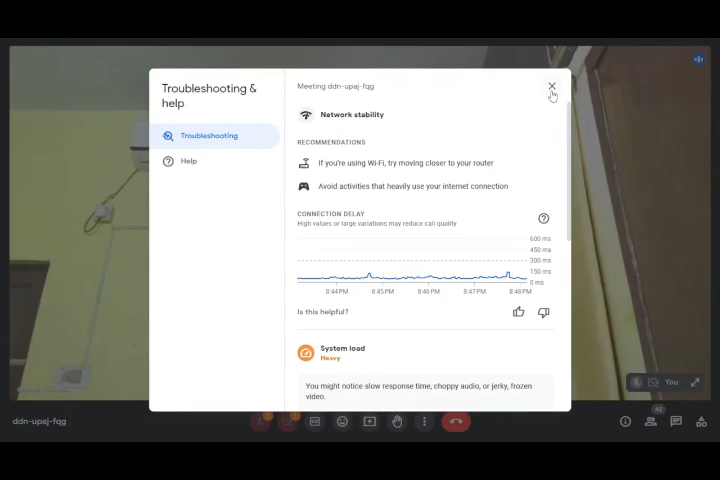 Troubleshooting &
help
Troubleshooting
Help
Meeting ddn-upaj-fqg
Network stability
RECOMMENDATIONS
If you're using Wi-Fi, try moving closer to your router
Avoid activities that heavily use your internet connection
CONNECTION DELAY
High values or large variations may reduce call quality
600 ms
450 ms
300 ms
150 ms
0 ms
8:44 PM 8:45 PM 8:46 PM 8:47 PM 8:48 PM
Is this helpful?
System load
Heavy
You might notice slow response time, choppy audio, or jerky, frozen
video.
You
ddn-upaj-fqg
43